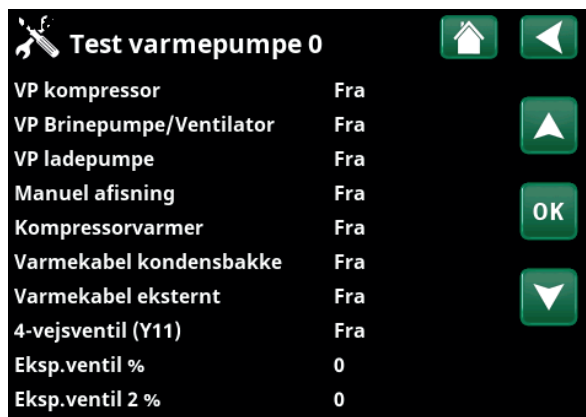 Test varmepumpe 0
VP kompressor Fra
VP Brinepumpe/Ventilator Fra
VP ladepumpe Fra
Manuel afisning Fra
OK
Kompressorvarmer Fra
Varmekabel kondensbakke Fra
Varmekabel eksternt Fra
4-vejsventil (Y11) Fra
Eksp.ventil % 0
Eksp.ventil 2 % 0